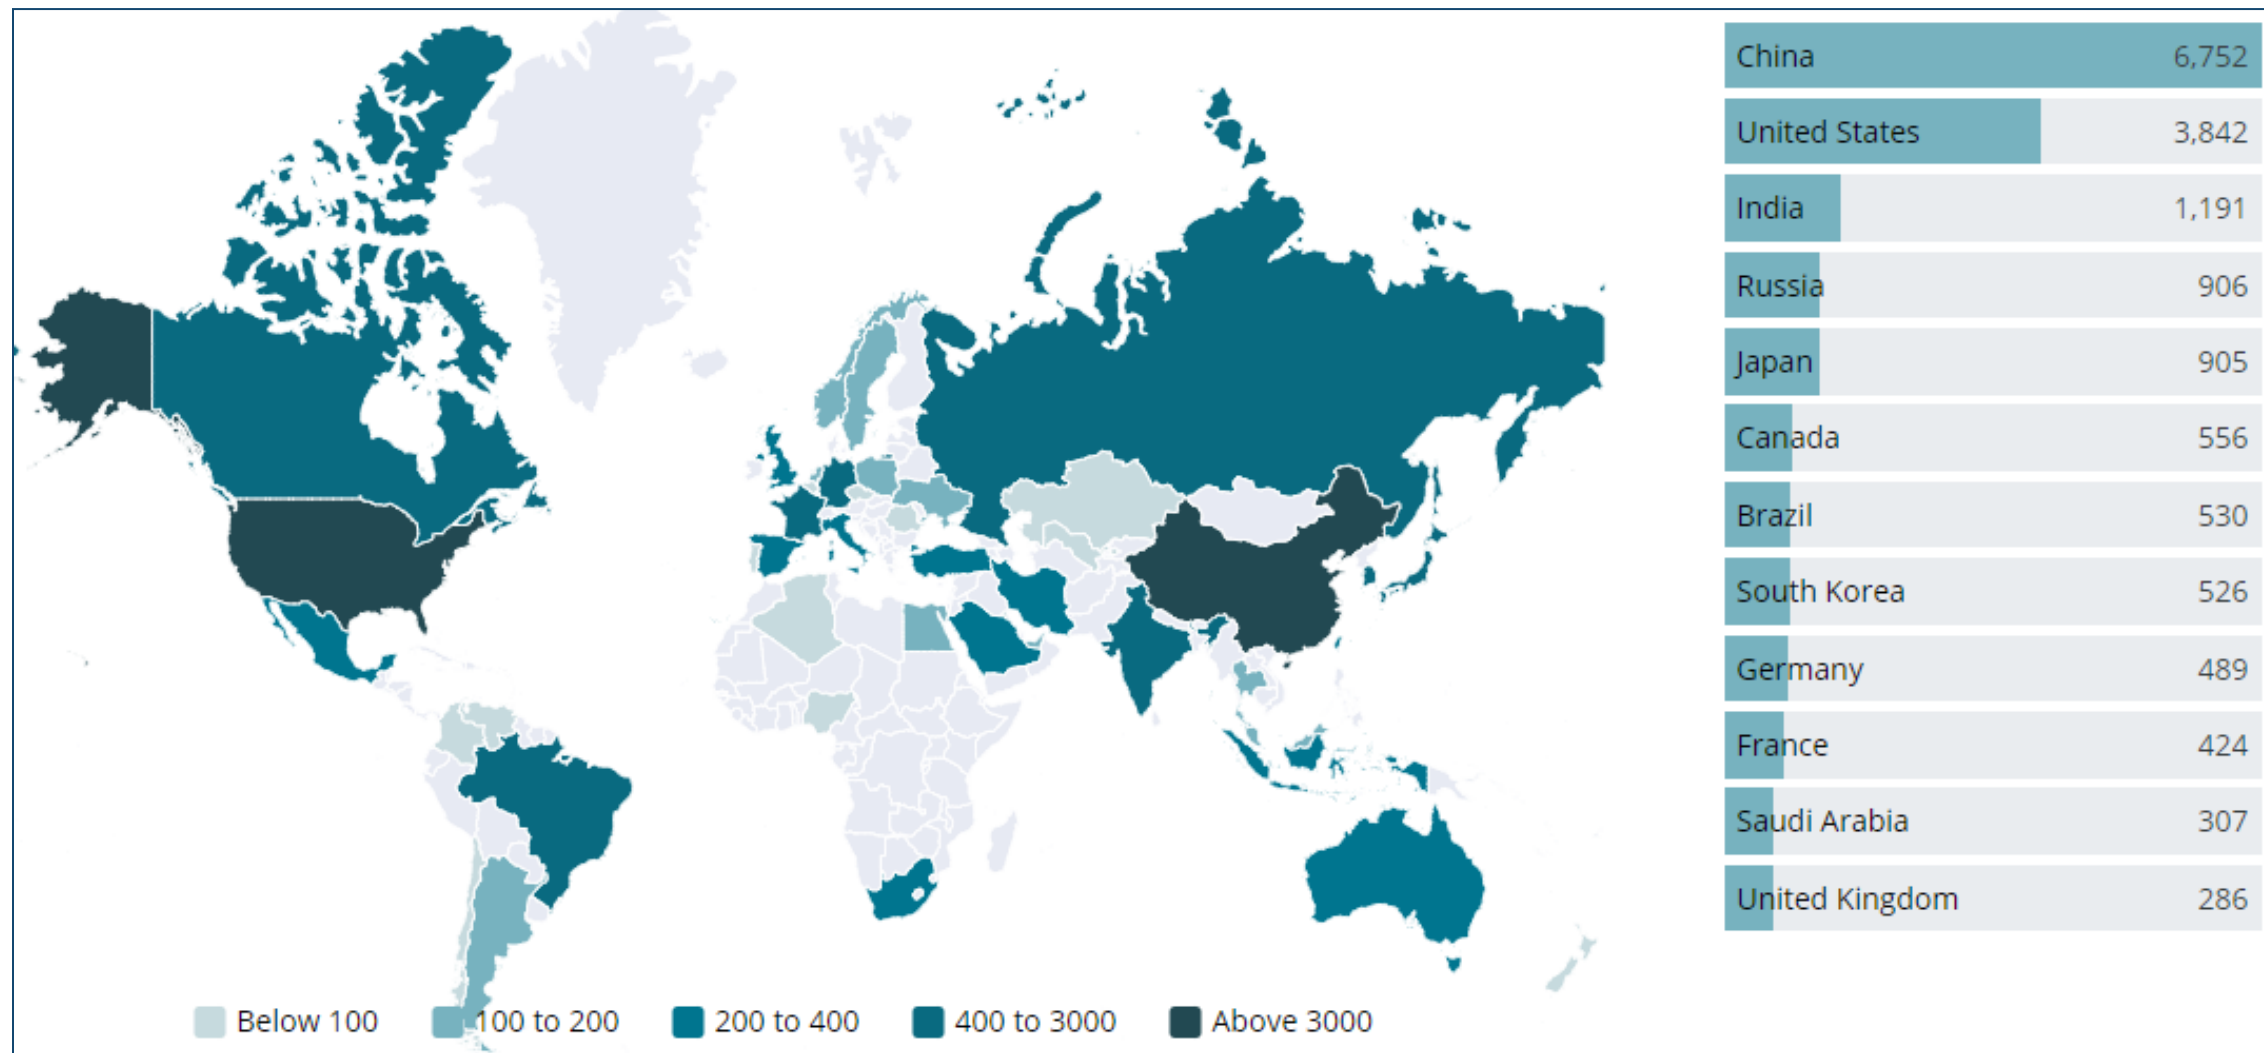 China 6,752
United States 3,842
India 1,191
Russia 906
Japan 905
Canada 556
Brazil 530
South Korea 526
Germany 489
France 424
Saudi Arabia 307
United Kingdom 286
Below 100 100 to 200 200 to 400 400 to 3000 Above 3000